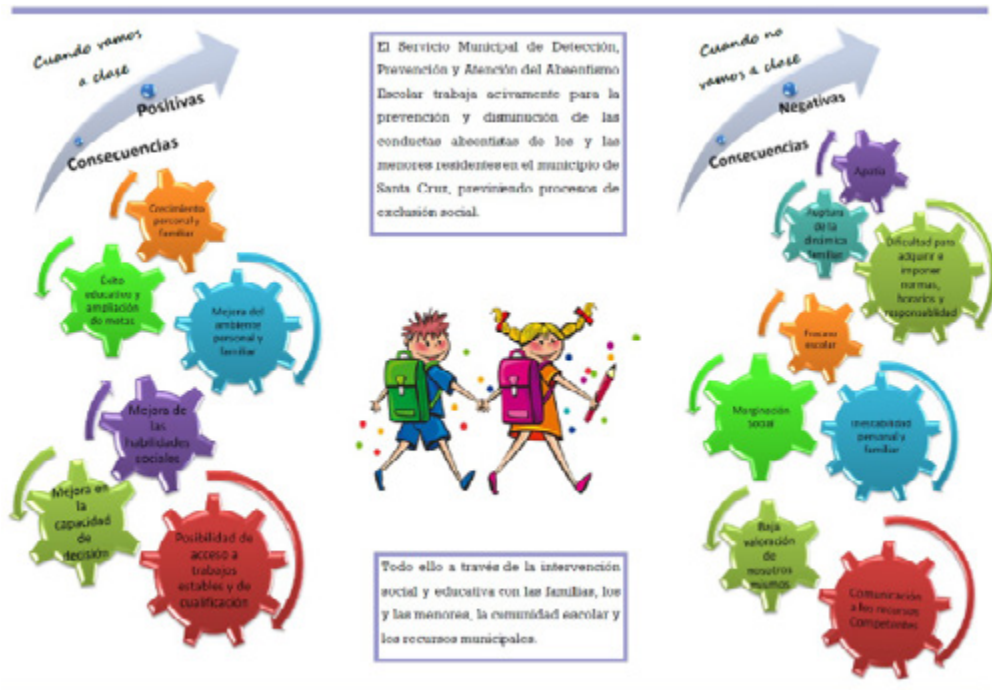 Cuando vamos
a clase
Positivas
Consecuencias
Crecimiento
personal y
familiar
Éxito
educativo y
ampliación
de metas
Mejora del
ambiente
personal y
familiar
Mejora de
las
habilidades
sociales
Mejora en
la
capacidad
de
decisión
Posibilidad de
acceso a
trabajos
estables y de
cualificación
El Servicio Municipal de Detección,
Prevención y Atención del Absentismo
Escolar trabaja activamente para la
prevención y disminución de las
conductas absentistas de los y las
menores residentes en el municipio de
Santa Cruz, previniendo procesos de
exclusión social.
Todo ello a través de la intervención
social y educativa con las familias, los
y las menores, la comunidad escolar y
los recursos municipales.
Cuando no
vamos a clase
Negativas
Consecuencias
Apatía
Ruptura
de la
dinámica
familiar
Dificultad para
adquirir e
imponer
normas,
horarios y
responsabilidad
Fracaso
escolar
Marginación
social
Inestabilidad
personal y
familiar
Baja
valoración
de
nosotros
mismos
Comunicación
a los recursos
Competentes